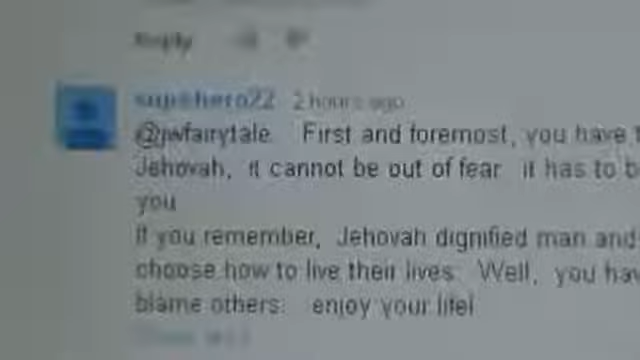 Reply
supehero22 2 hours ago
@jwfairytale. First and foremost, you have
Jehovah, it cannot be out of fear it has to
you
If you remember, Jehovah dignified man and
choose how to live their lives. Well, you
blame others. enjoy your life!